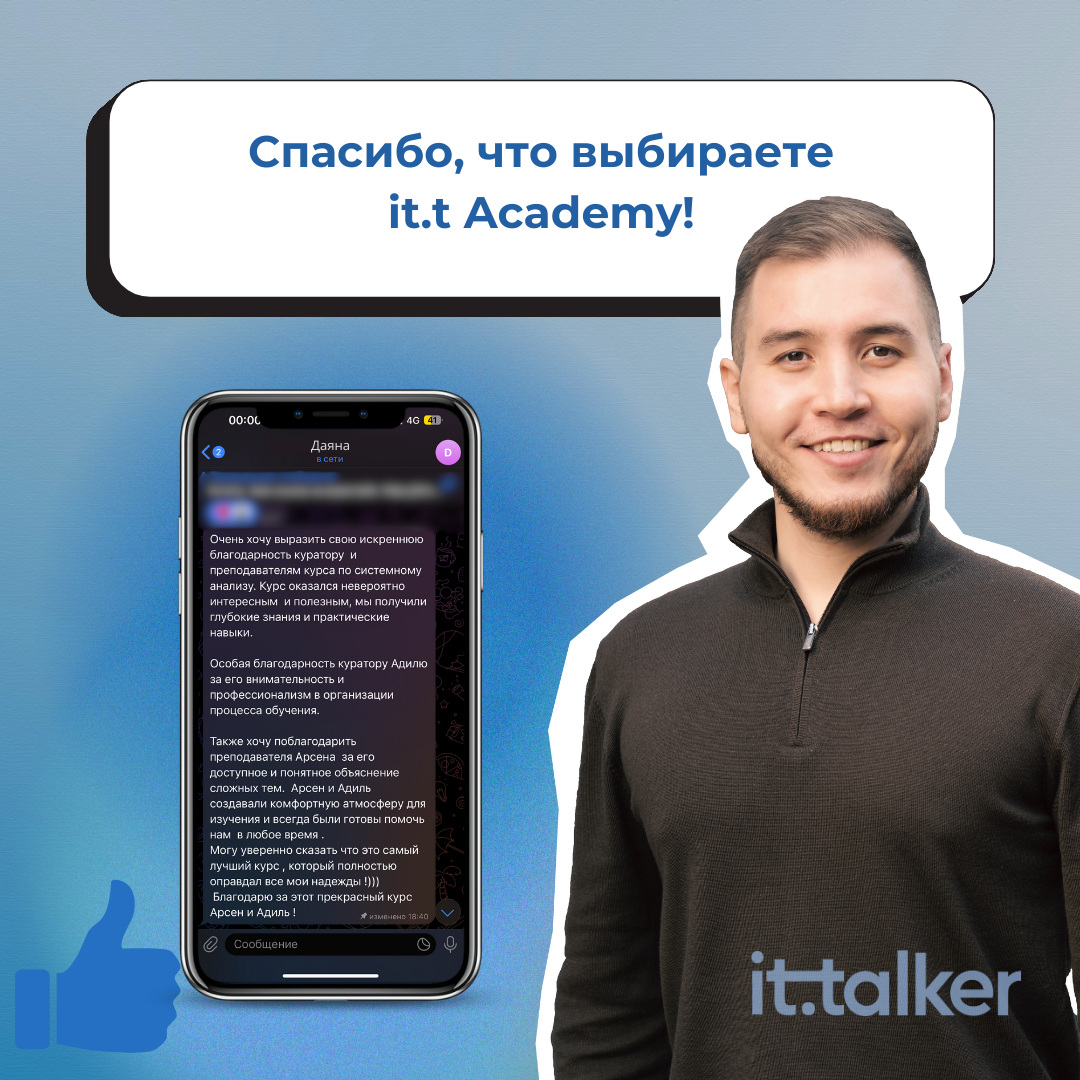 Спасибо, что выбираете
it.t Academy!
00:00
4G 41
2
Даяна
в сети
D
Очень хочу выразить свою искреннюю
благодарность куратору  и
преподавателям курса по системному
анализу. Курс оказался невероятно
интересным  и полезным, мы получили
глубокие знания и практические
навыки.
Особая благодарность куратору Адилю
за его внимательность и
профессионализм в организации
процесса обучения.
Также хочу поблагодарить
преподавателя Арсена  за его
доступное и понятное объяснение
сложных тем.  Арсен и Адиль
создавали комфортную атмосферу для
изучения и всегда были готовы помочь
нам  в любое время .
Могу уверенно сказать что это самый
лучший курс , который полностью
оправдал все мои надежды !)))
Благодарю за этот прекрасный курс
Арсен и Адиль !
изменено 18:40
Сообщение
it.talker